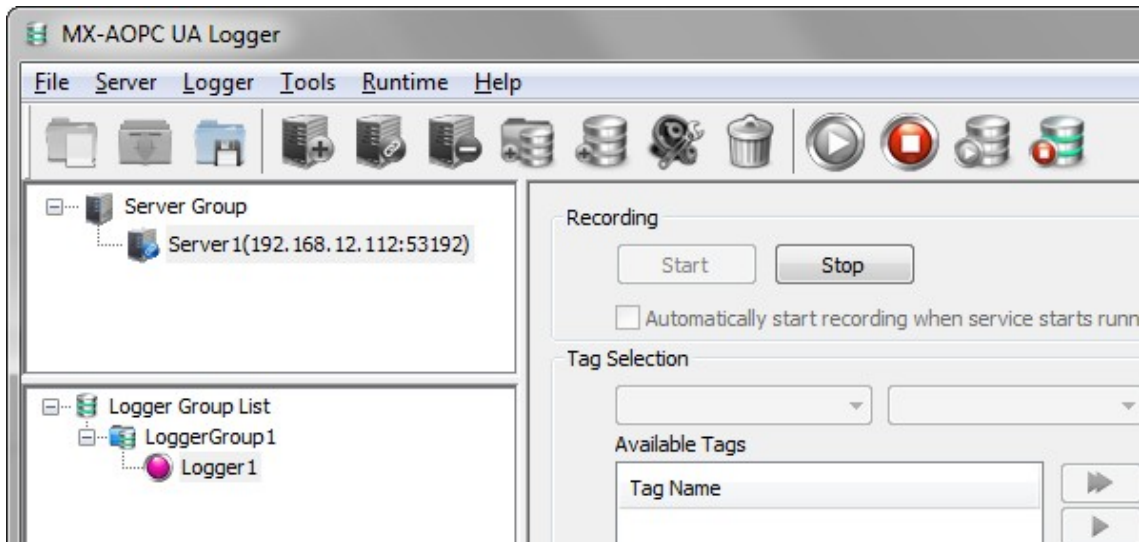 MX-AOPC UA Logger
File Server Logger Tools Runtime Help
Server Group
Server1(192.168.12.112:53192)
Recording
Start Stop
Automatically start recording when service starts runn
Tag Selection
Logger Group List
LoggerGroup1
Logger1
Available Tags
Tag Name